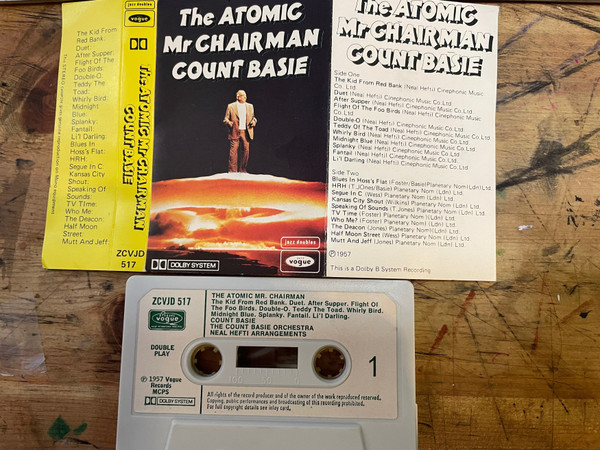 jazz doubles
vogue
The Kid From
Red Bank:
Duet:
After Supper:
Flight Of The
Foo Birds:
Double-O.
Teddy The
Toad.
Whirly Bird:
Midnight
Blue:
Splanky:
Fantail:
Li'l Darling:
Blues In
Hoss's Flat:
HRH:
Segue In C:
Kansas City
Shout:
Speaking Of
Sounds:
TV Time
Who Me?
The Deacon:
Half Moon
Street:
Mutt And Jeff:
The ATOMIC Mr CHAIRMAN
COUNT BASIE
ZCVJD
517
The ATOMIC
Mr CHAIRMAN
COUNT BASIE
jazz doubles
DOLBY SYSTEM
vogue
The ATOMIC
Mr CHAIRMAN
COUNT BASIE
Side One
The Kid From Red Bank (Neal Hefti) Cinephonic Music
Co. Ltd.
Duet (Neal Hefti) Cinephonic Music Co. Ltd.
After Supper (Neal Hefti) Cinephonic Music Co. Ltd.
Flight Of The Foo Birds (Neal Hefti) Cinephonic Music
Co. Ltd.
Double-O (Neal Hefti) Cinephonic Music Co. Ltd.
Teddy Of The Toad (Neal Hefti) Cinephonic Music Co. Ltd.
Whirly Bird (Neal Hefti) Cinephonic Music Co. Ltd.
Midnight Blue (Neal Hefti) Cinephonic Music Co. Ltd.
Splanky (Neal Hefti) Cinephonic Music Co. Ltd.
Fantail (Neal Hefti) Cinephonic Music Co. Ltd.
Li'l Darling (Neal Hefti) Cinephonic Music Co. Ltd.
Side Two
Blues In Hoss's Flat (Foster/Basie) Planetary Nom (Ldn) Ltd.
HRH (T. Jones/Basie) Planetary Nom (Ldn) Ltd.
Segue In C (Wess) Planetary Nom (Ldn) Ltd.
Kansas City Shout (Wilkins) Planetary Nom (Ldn) Ltd.
Speaking Of Sounds (T. Jones) Planetary Nom (Ldn) Ltd.
TV Time (Foster) Planetary Nom (Ldn) Ltd.
Who Me? (Foster) Planetary Nom (Ldn) Ltd.
The Deacon (Jones) Planetary Nom (Ldn) Ltd.
Half Moon Street (Wess) Planetary Nom (Ldn) Ltd.
Mutt And Jeff (Jones) Planetary Nom (Ldn) Ltd.
℗1957
This is a Dolby B System Recording
ZCVJD 517
vogue
DOUBLE
PLAY
℗ 1957 Vogue
Records
MCPS
DOLBY SYSTEM
THE ATOMIC MR. CHAIRMAN
The Kid From Red Bank. Duet. After Supper. Flight Of
The Foo Birds. Double-O. Teddy The Toad. Whirly Bird.
Midnight Blue. Splanky. Fantail. Li'l Darling.
COUNT BASIE
THE COUNT BASIE ORCHESTRA
NEAL HEFTI ARRANGEMENTS
1
All rights of the record producer and of the owner of the work reproduced reserved.
Copying, public performances and broadcasting of this recording prohibited.
For full copyright details see inlay card.